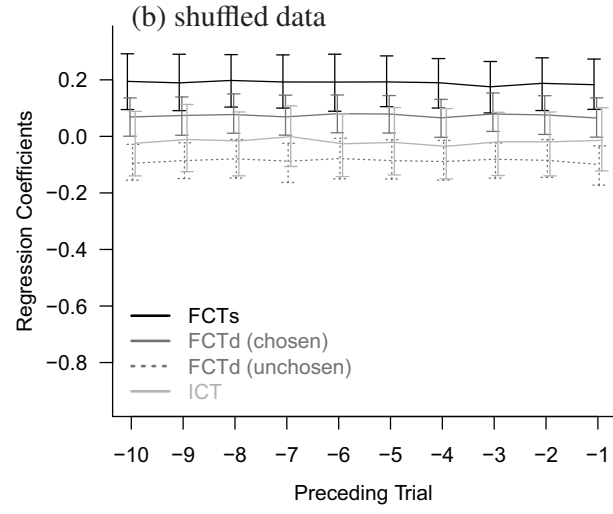 (b) shuffled data
Regression Coefficients
0.2
0.0
−0.2
−0.4
−0.6
−0.8
FCTs
FCTd (chosen)
FCTd (unchosen)
ICT
−10 −9 −8 −7 −6 −5 −4 −3 −2 −1
Preceding Trial